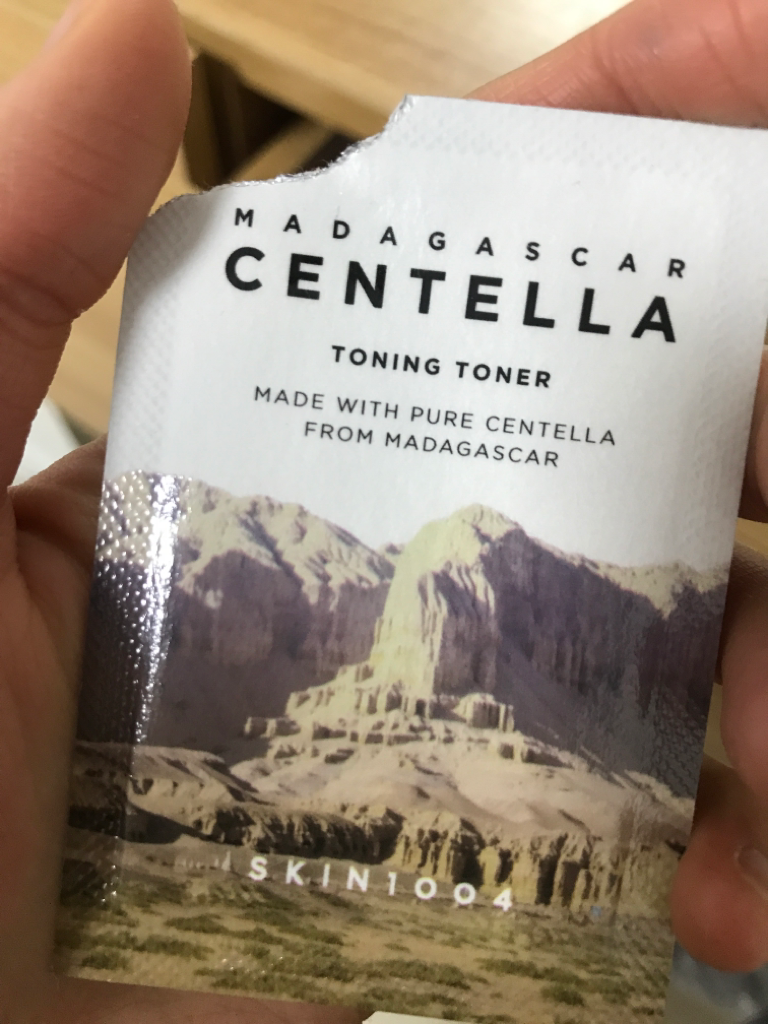 MADAGASCAR
CENTELLA
TONING TONER
MADE WITH PURE CENTELLA
FROM MADAGASCAR
SKIN1004